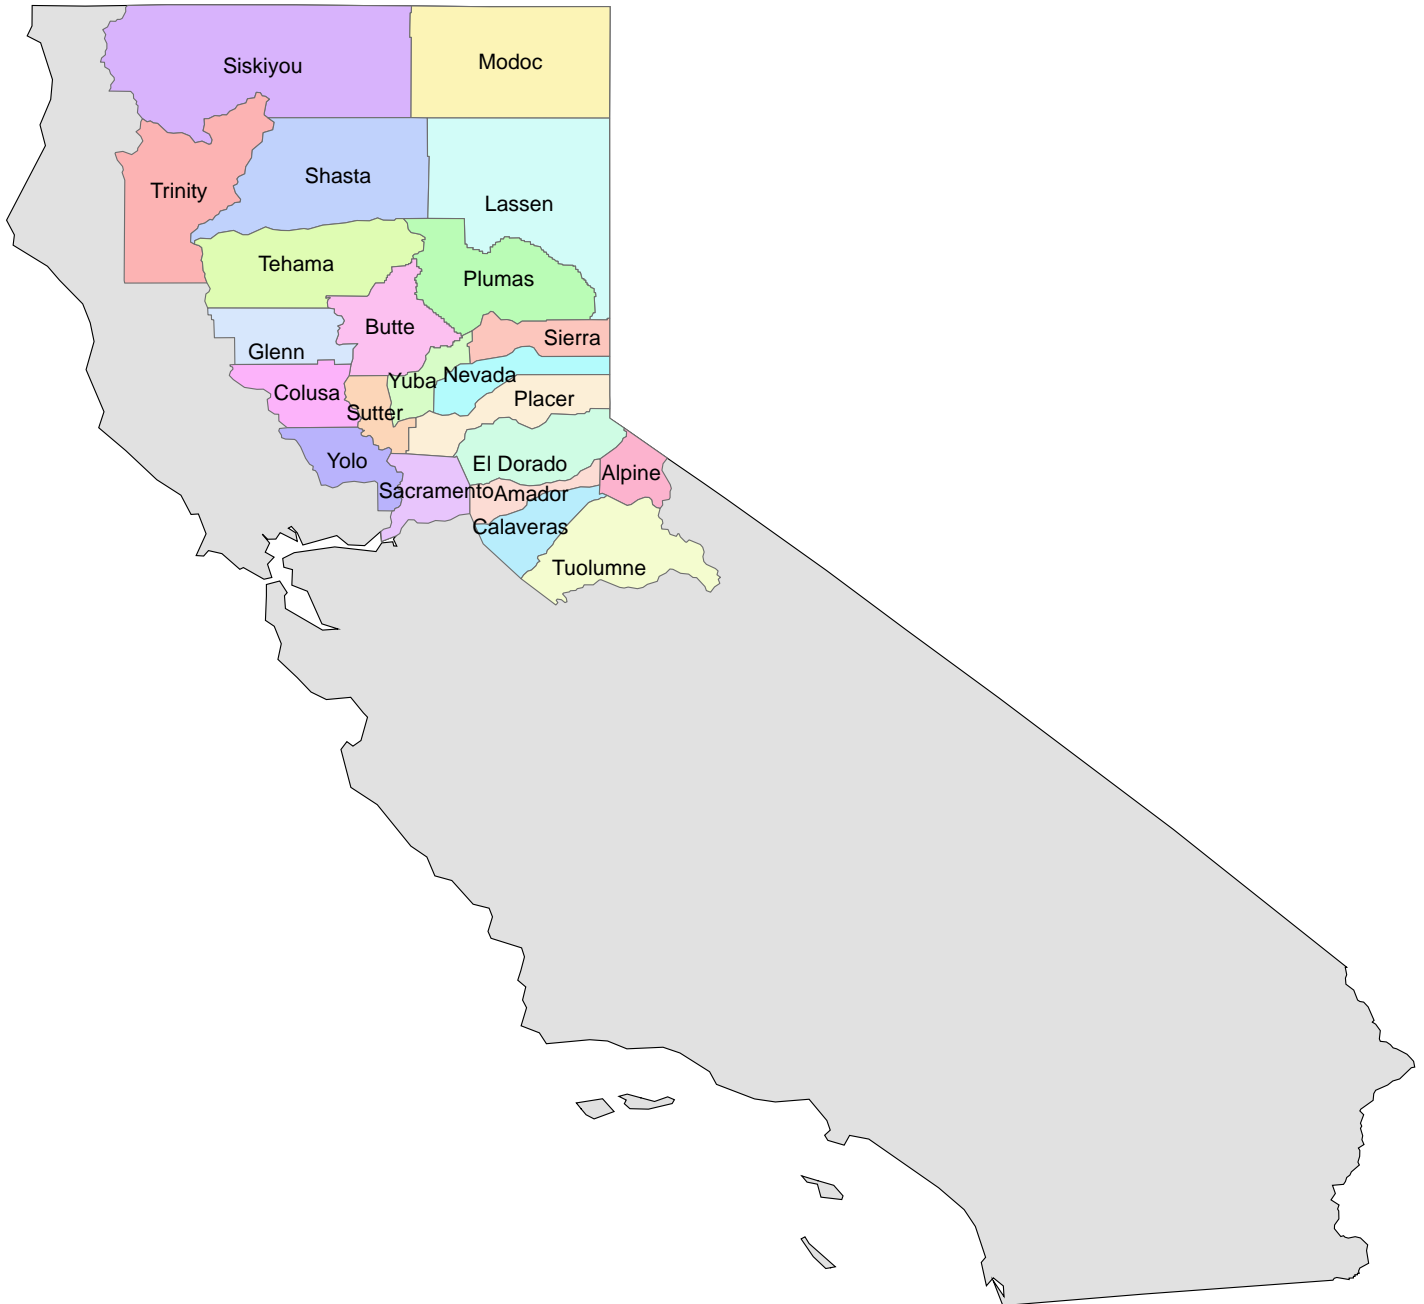 Siskiyou
Modoc
Trinity
Shasta
Lassen
Tehama
Plumas
Butte
Sierra
Glenn
Yuba
Nevada
Colusa
Sutter
Placer
Yolo
El Dorado
Alpine
Sacramento
Amador
Calaveras
Tuolumne